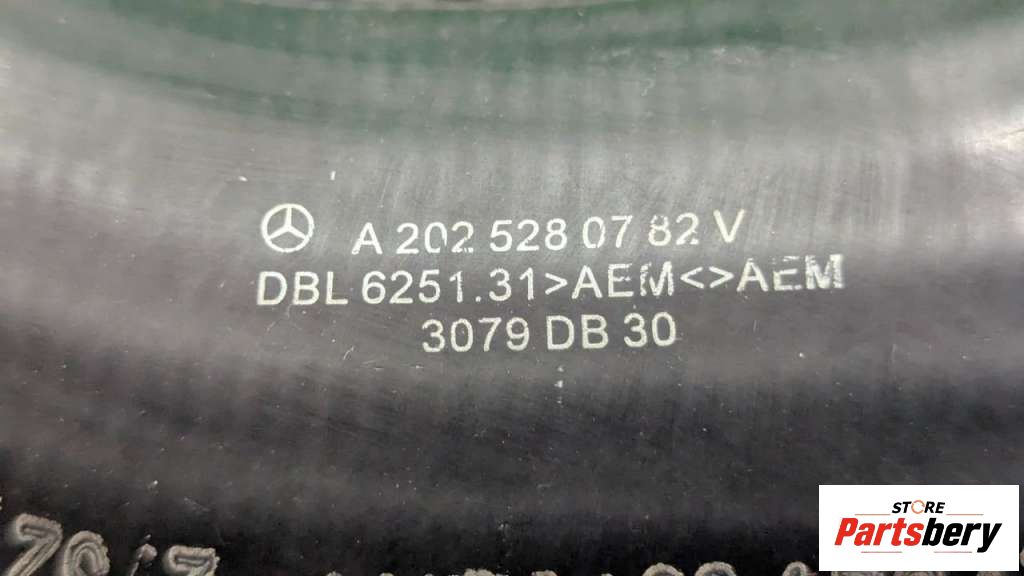 A 202 528 07 82 V
DBL 6251.31>AEM<>AEM
3079 DB 30
STORE
Partsbery